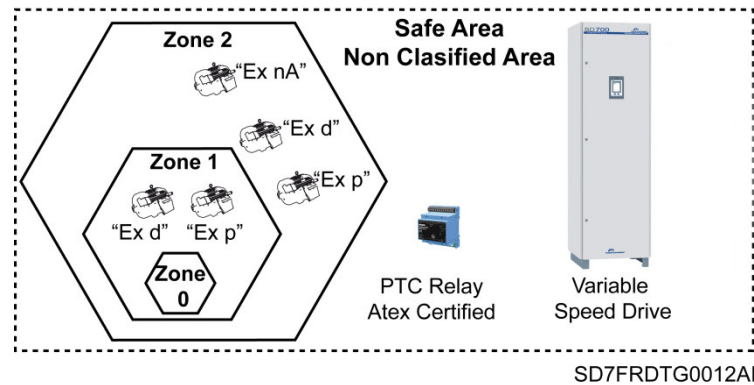 Safe Area
Non Clasified Area
Zone 2
"Ex nA"
"Ex d"
"Ex p"
Zone 1
"Ex d" "Ex p"
Zone
0
PTC Relay
Atex Certified
SD700
Variable
Speed Drive